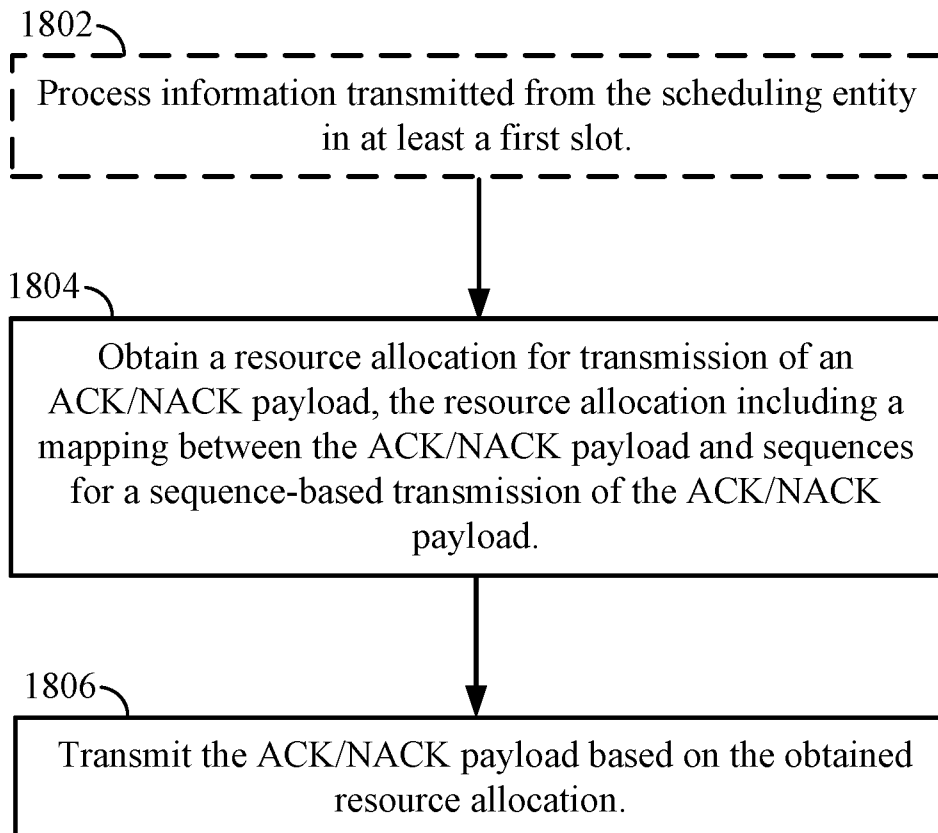 1802
Process information transmitted from the scheduling entity
in at least a first slot.
1804
Obtain a resource allocation for transmission of an
ACK/NACK payload, the resource allocation including a
mapping between the ACK/NACK payload and sequences
for a sequence-based transmission of the ACK/NACK
payload.
1806
Transmit the ACK/NACK payload based on the obtained
resource allocation.